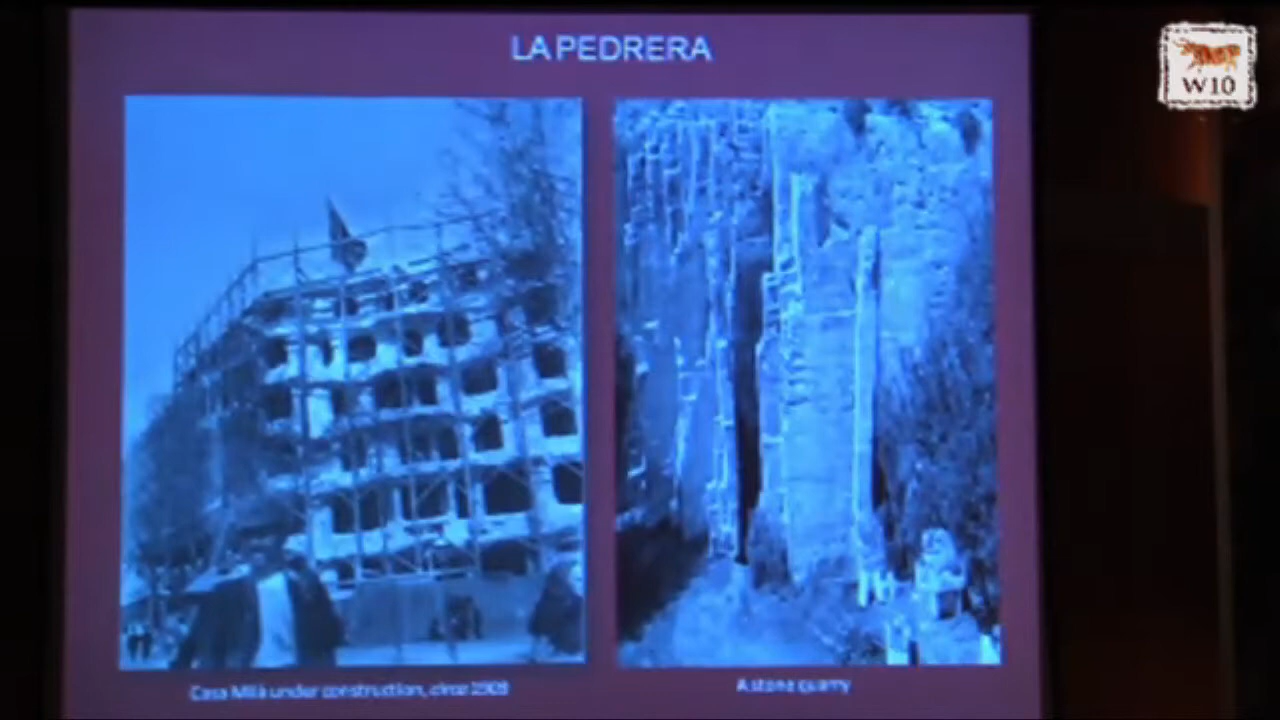 LA PEDRERA
W10
Casa Milà under construction, circa 1909
A stone quarry